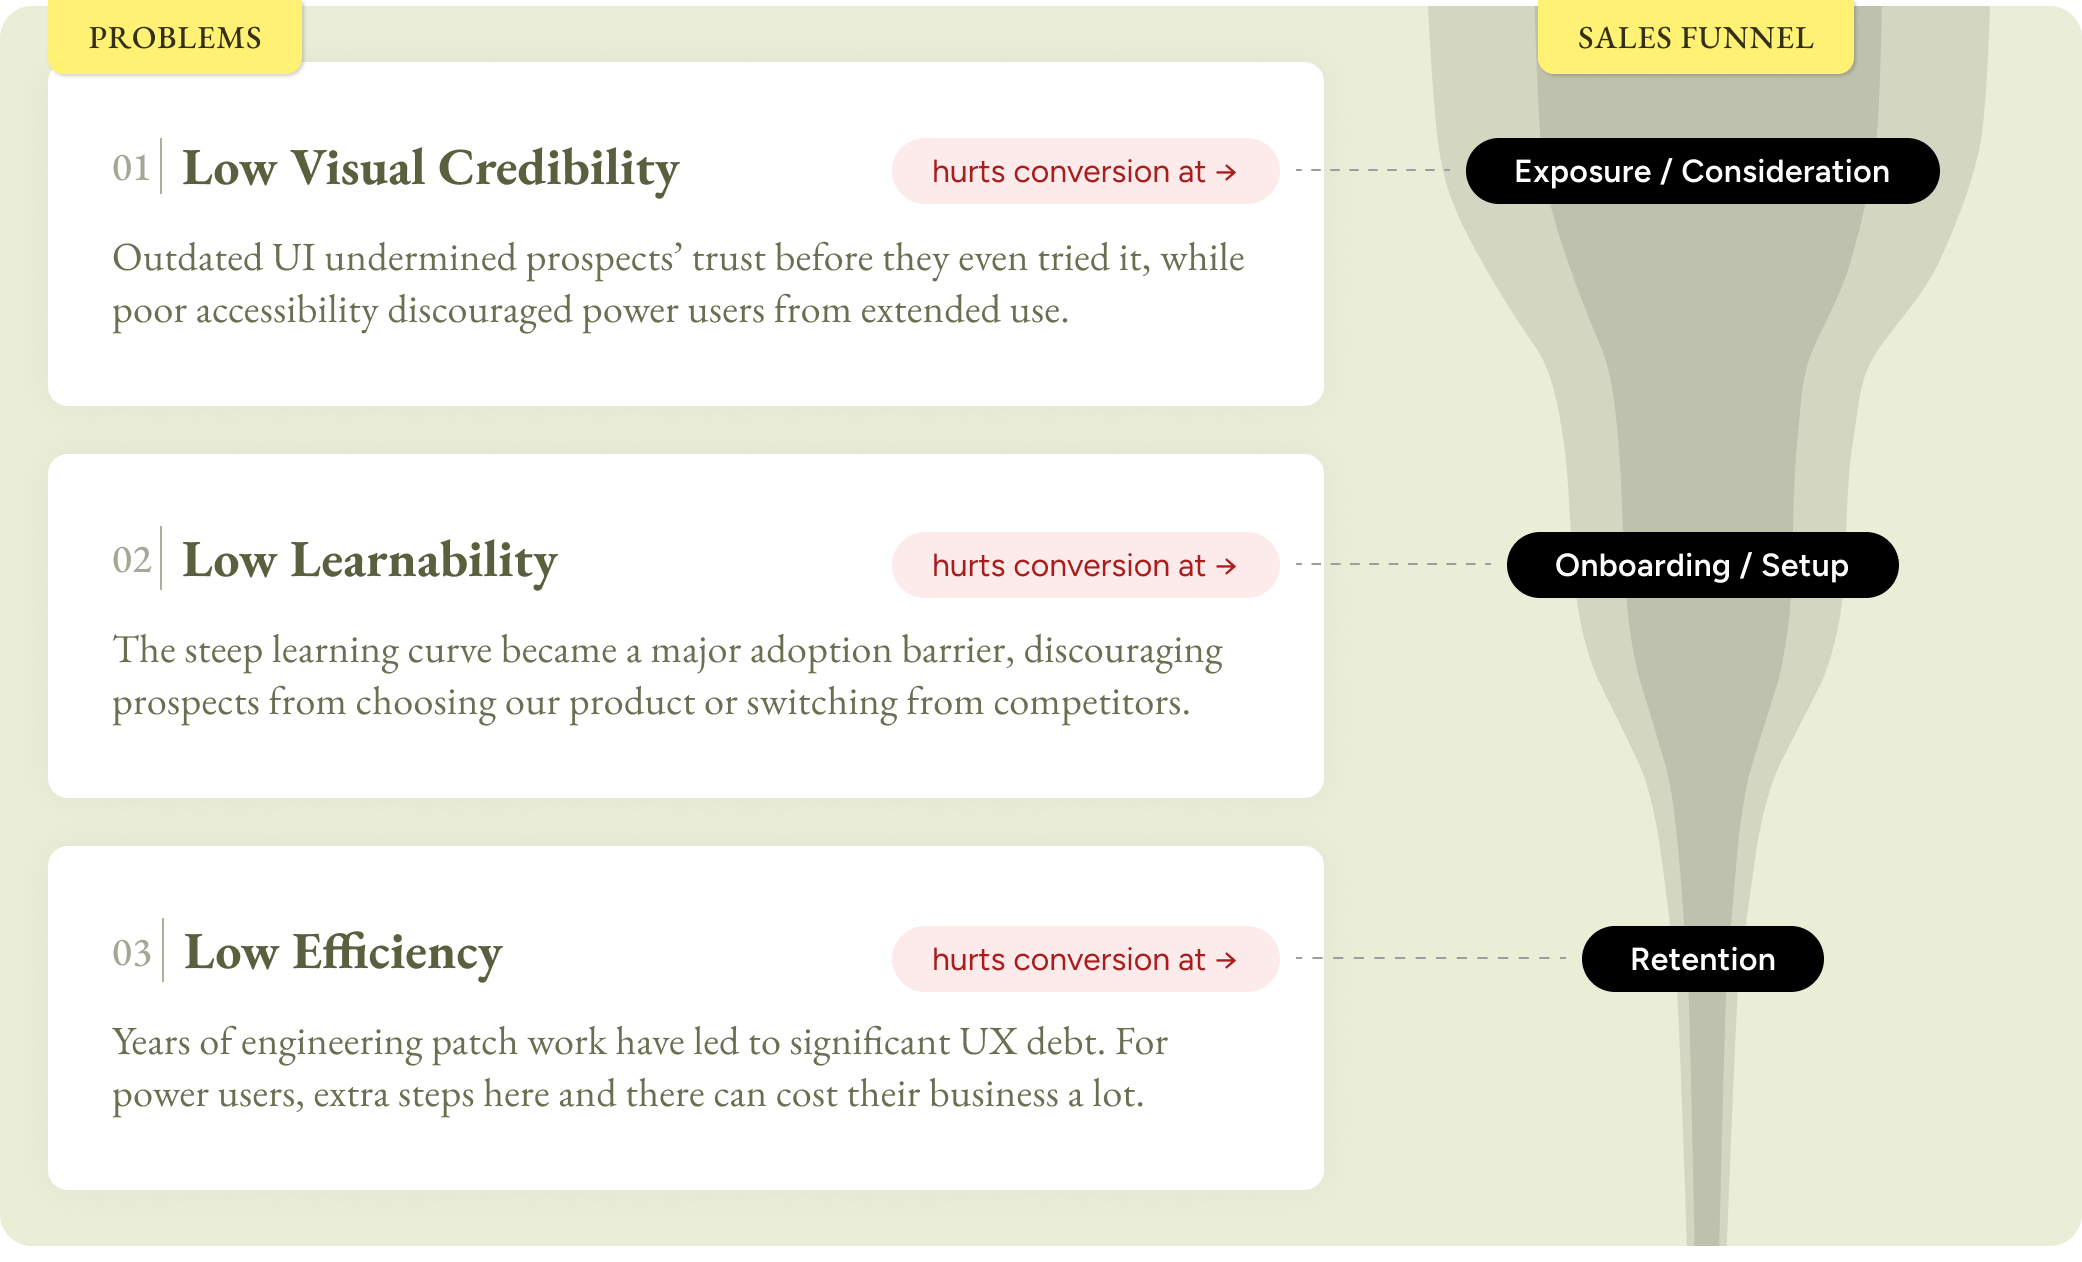 PROBLEMS
SALES FUNNEL
01 Low Visual Credibility
hurts conversion at →
Exposure / Consideration
Outdated UI undermined prospects’ trust before they even tried it, while
poor accessibility discouraged power users from extended use.
02 Low Learnability
hurts conversion at →
Onboarding / Setup
The steep learning curve became a major adoption barrier, discouraging
prospects from choosing our product or switching from competitors.
03 Low Efficiency
hurts conversion at →
Retention
Years of engineering patch work have led to significant UX debt. For
power users, extra steps here and there can cost their business a lot.